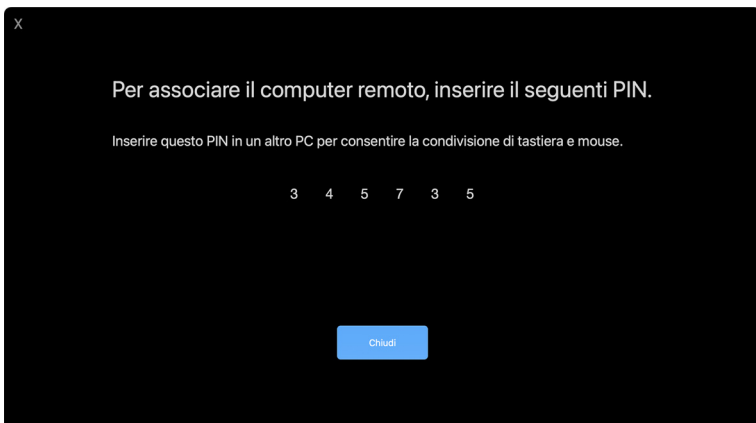 X
Per associare il computer remoto, inserire il seguenti PIN.
Inserire questo PIN in un altro PC per consentire la condivisione di tastiera e mouse.
3 4 5 7 3 5
Chiudi